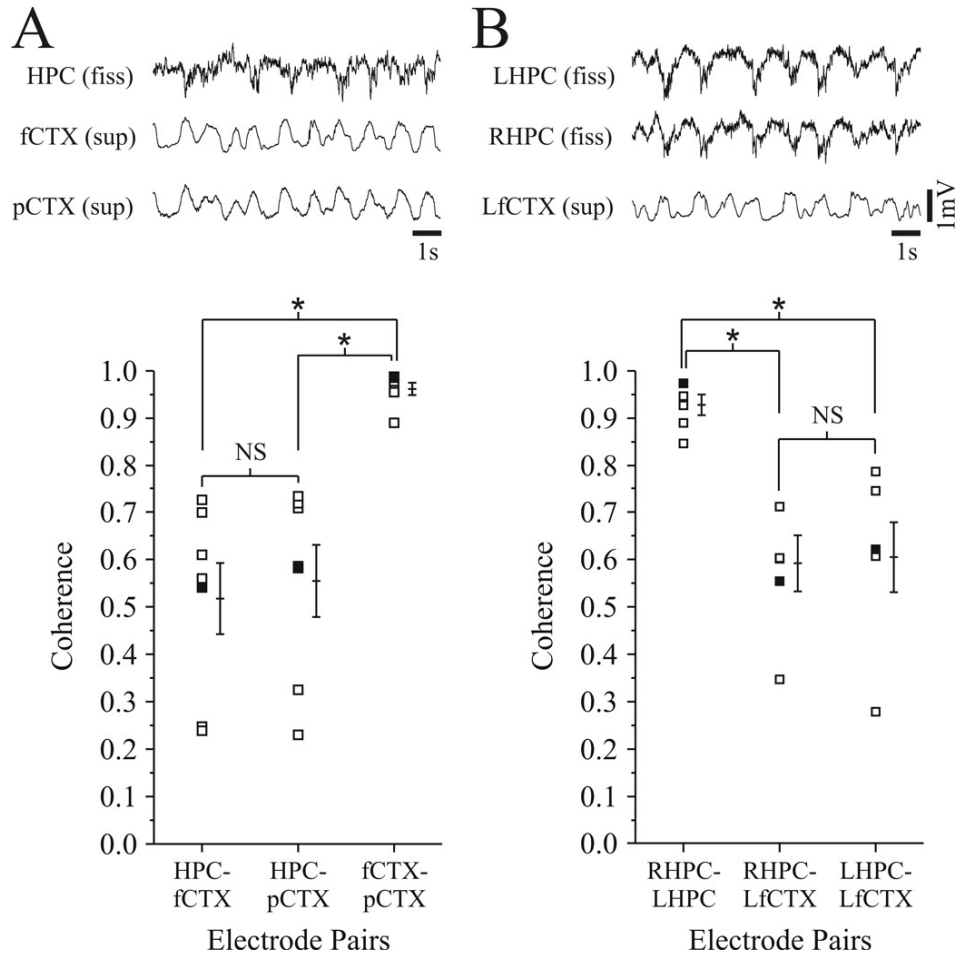 A
HPC (fiss)
fCTX (sup)
pCTX (sup)
1s
*
*
NS
1.0
0.9
0.8
0.7
0.6
0.5
0.4
0.3
0.2
0.1
0.0
Coherence
HPC-
fCTX
HPC-
pCTX
fCTX-
pCTX
Electrode Pairs
B
LHPC (fiss)
RHPC (fiss)
LfCTX (sup)
1mV
1s
*
*
NS
1.0
0.9
0.8
0.7
0.6
0.5
0.4
0.3
0.2
0.1
0.0
Coherence
RHPC-
LHPC
RHPC-
LfCTX
LHPC-
LfCTX
Electrode Pairs